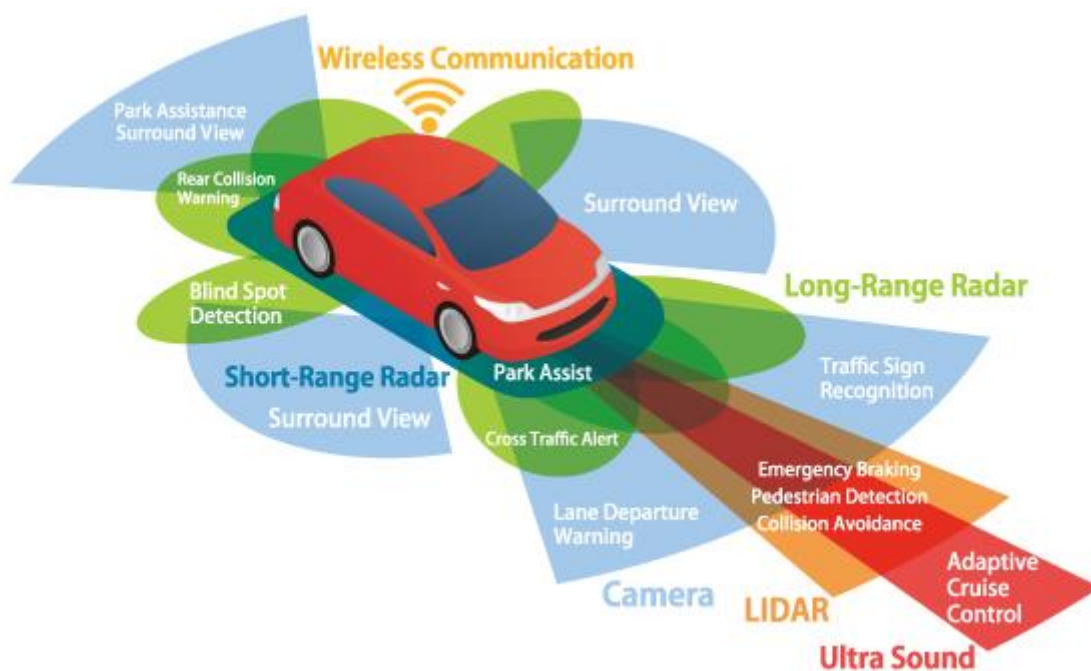 Wireless Communication
Park Assistance
Surround View
Rear Collision
Warning
Surround View
Blind Spot
Detection
Long-Range Radar
Short-Range Radar
Park Assist
Traffic Sign
Recognition
Surround View
Cross Traffic Alert
Emergency Braking
Pedestrian Detection
Collision Avoidance
Lane Departure
Warning
Adaptive
Cruise
Control
Camera
LIDAR
Ultra Sound